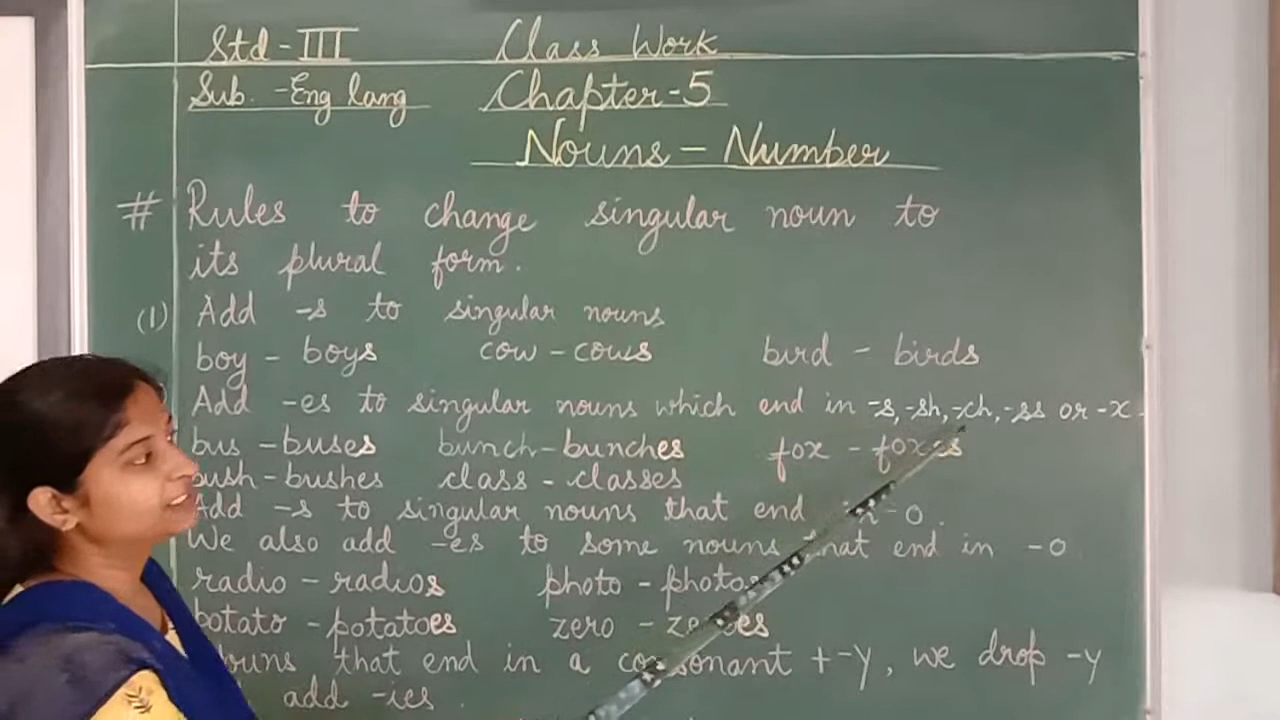 Std-III Class Work
Sub. -Eng lang Chapter-5
Nouns - Number
# Rules to change singular noun to
its plural form.
(1) Add -s to singular nouns
boy - boys cow - cows bird - birds
Add -es to singular nouns which end in -s, -sh, -ch, -ss or -x.
bus - buses bunch - bunches fox - foxes
bush - bushes class - classes
Add -s to singular nouns that end in -o.
We also add -es to some nouns that end in -o
radio - radios photo - photos
potato - potatoes zero - zeroes
Nouns that end in a consonant + -y, we drop -y
add -ies.